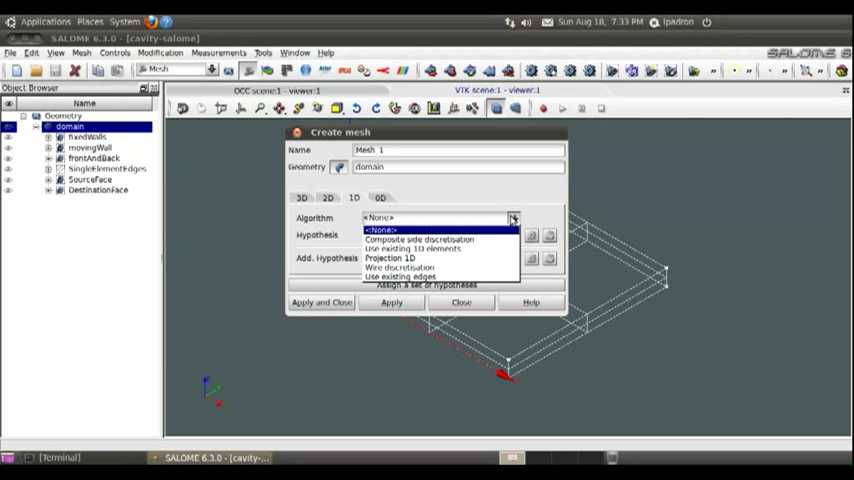 Applications Places System ? Sun Aug 18, 7:33 PM lpadron
SALOME 6.3.0 - [cavity-salome]
File Edit View Mesh Controls Modification Measurements Tools Window Help SALOME 6
Mesh
Object Browser
OCC scene:1 - viewer:1 VTK scene:1 - viewer:1
Name
Geometry
domain
fixedWalls
movingWall
frontAndBack
SingleElementEdges
SourceFace
DestinationFace
Create mesh
Name Mesh_1
Geometry domain
3D 2D 1D 0D
Algorithm <None>
<None>
Hypothesis
Composite side discretisation
Use existing 1D elements
Add. Hypothesis
Projection 1D
Wire discretisation
Use existing edges
Assign a set of hypotheses
Apply and Close Apply Close Help
[Terminal] SALOME 6.3.0 - [cavity-...